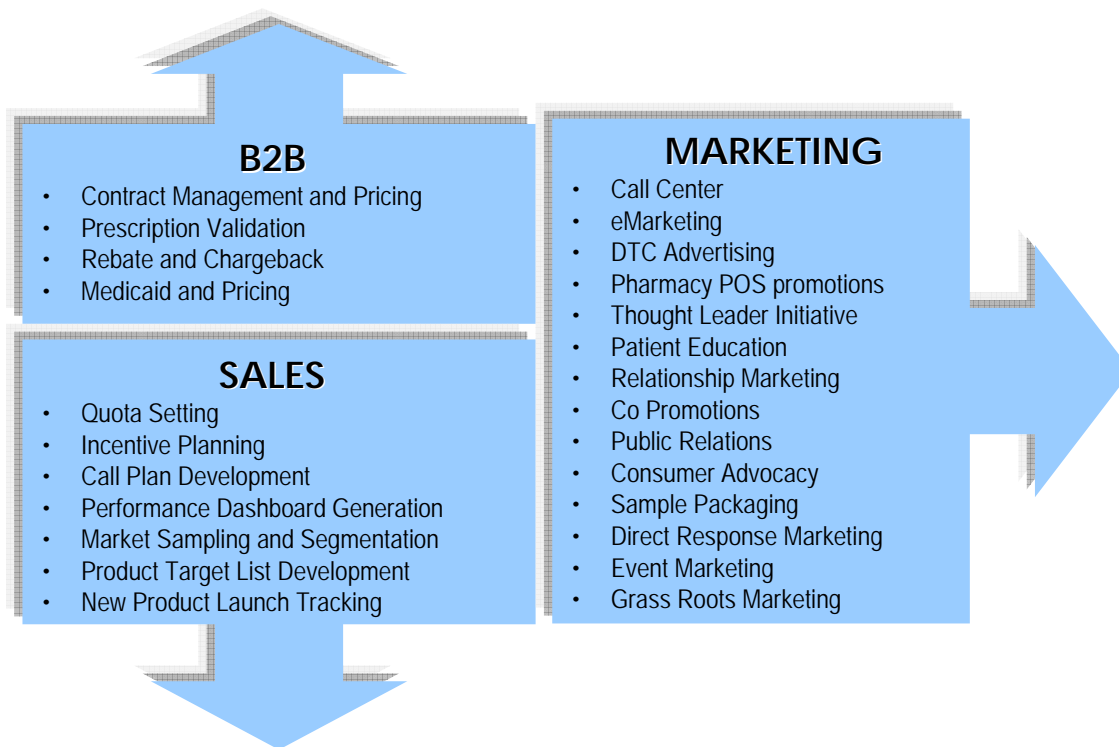 B2B
• Contract Management and Pricing
• Prescription Validation
• Rebate and Chargeback
• Medicaid and Pricing
SALES
• Quota Setting
• Incentive Planning
• Call Plan Development
• Performance Dashboard Generation
• Market Sampling and Segmentation
• Product Target List Development
• New Product Launch Tracking
MARKETING
• Call Center
• eMarketing
• DTC Advertising
• Pharmacy POS promotions
• Thought Leader Initiative
• Patient Education
• Relationship Marketing
• Co Promotions
• Public Relations
• Consumer Advocacy
• Sample Packaging
• Direct Response Marketing
• Event Marketing
• Grass Roots Marketing